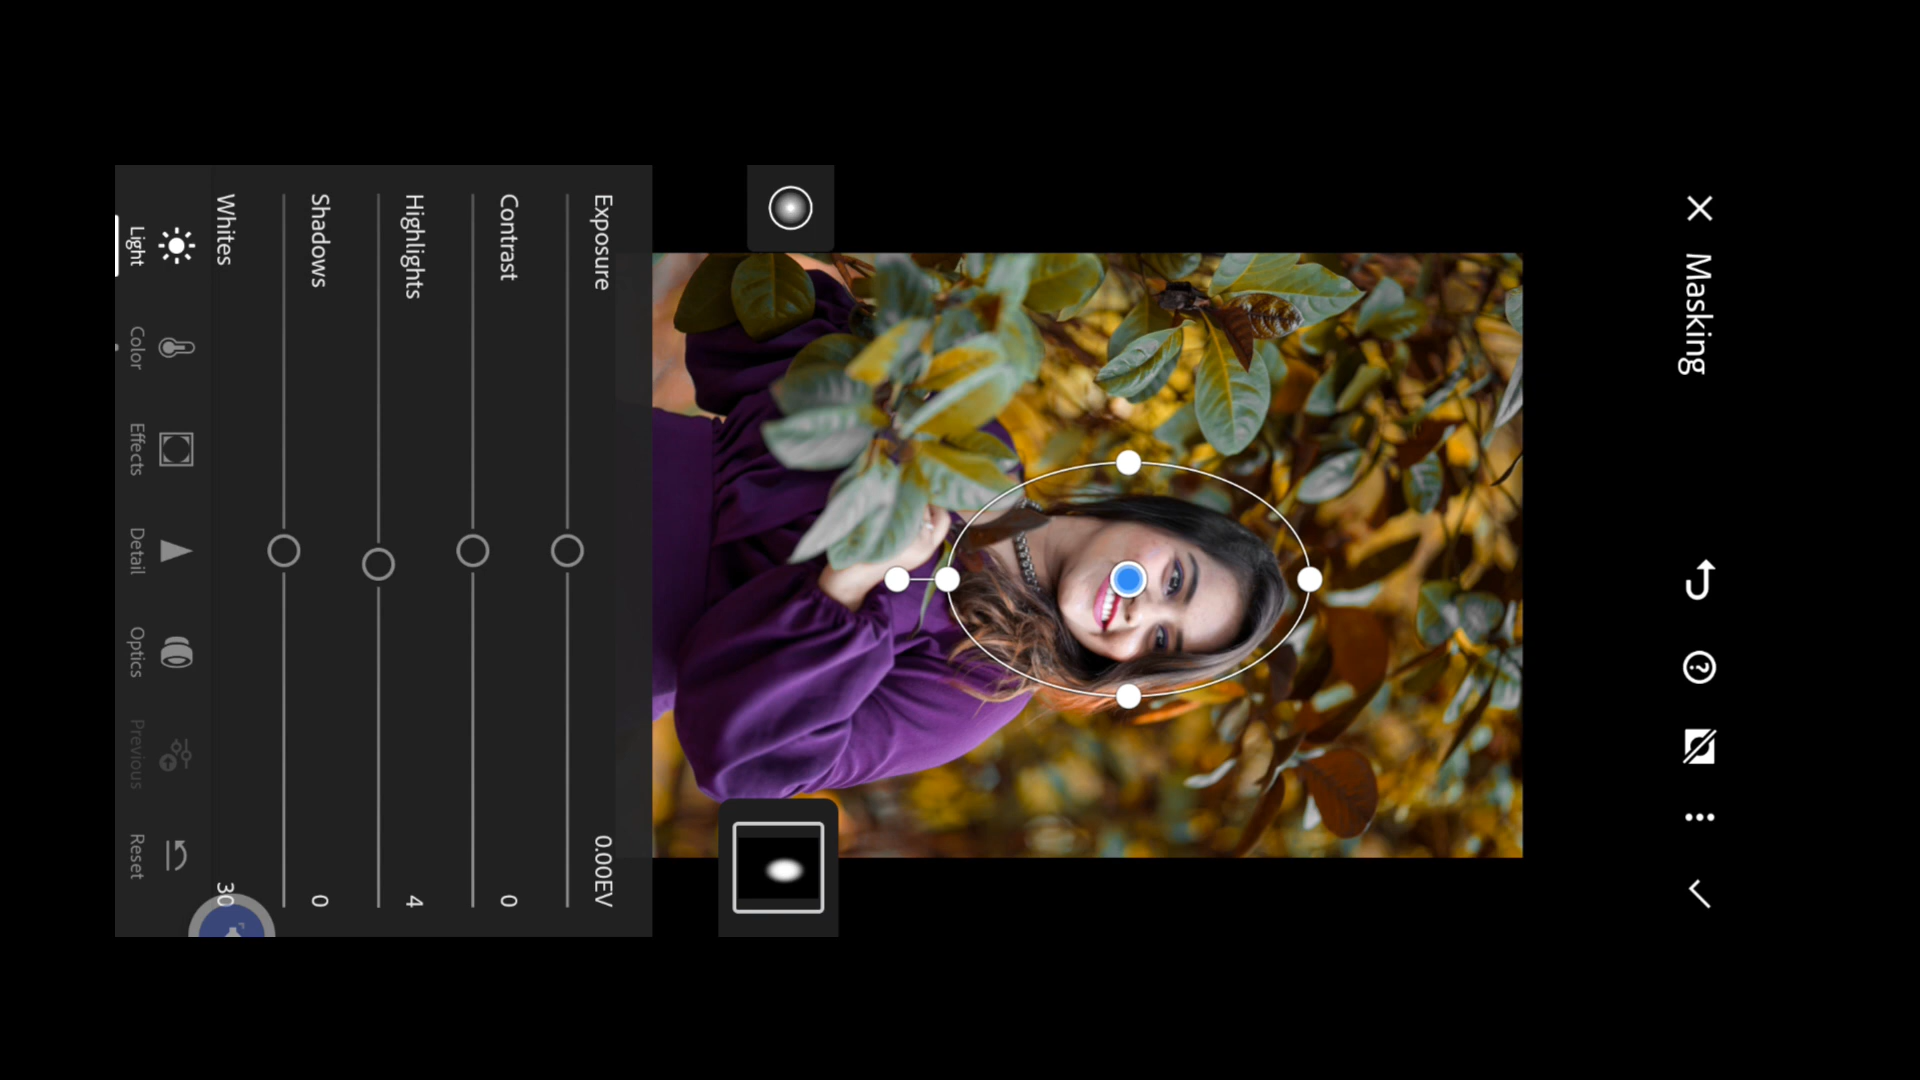 Masking
Exposure 0.00EV
Contrast 0
Highlights 4
Shadows 0
Whites 30
Light Color Effects Detail Optics Previous Reset